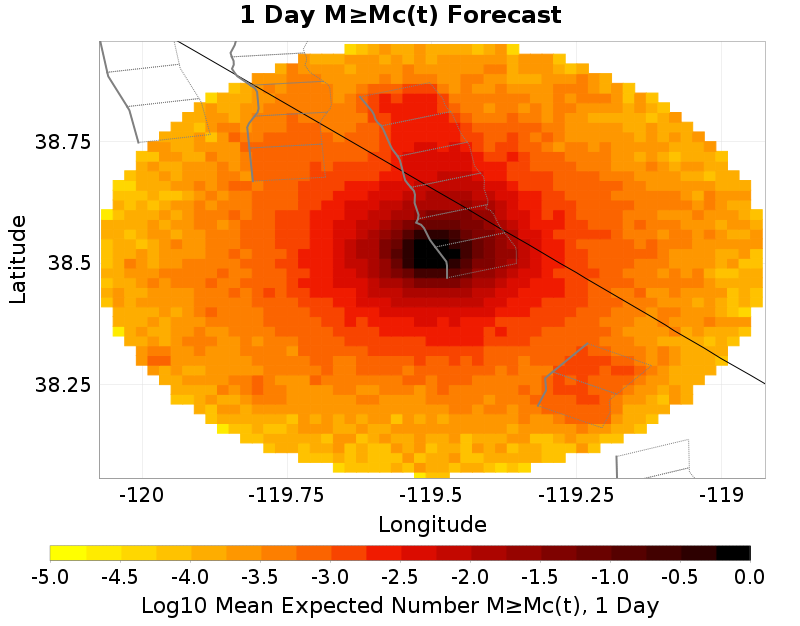 1 Day M≥Mc(t) Forecast
Latitude
38.75
38.5
38.25
-120 -119.75 -119.5 -119.25 -119
Longitude
-5.0 -4.5 -4.0 -3.5 -3.0 -2.5 -2.0 -1.5 -1.0 -0.5 0.0
Log10 Mean Expected Number M≥Mc(t), 1 Day